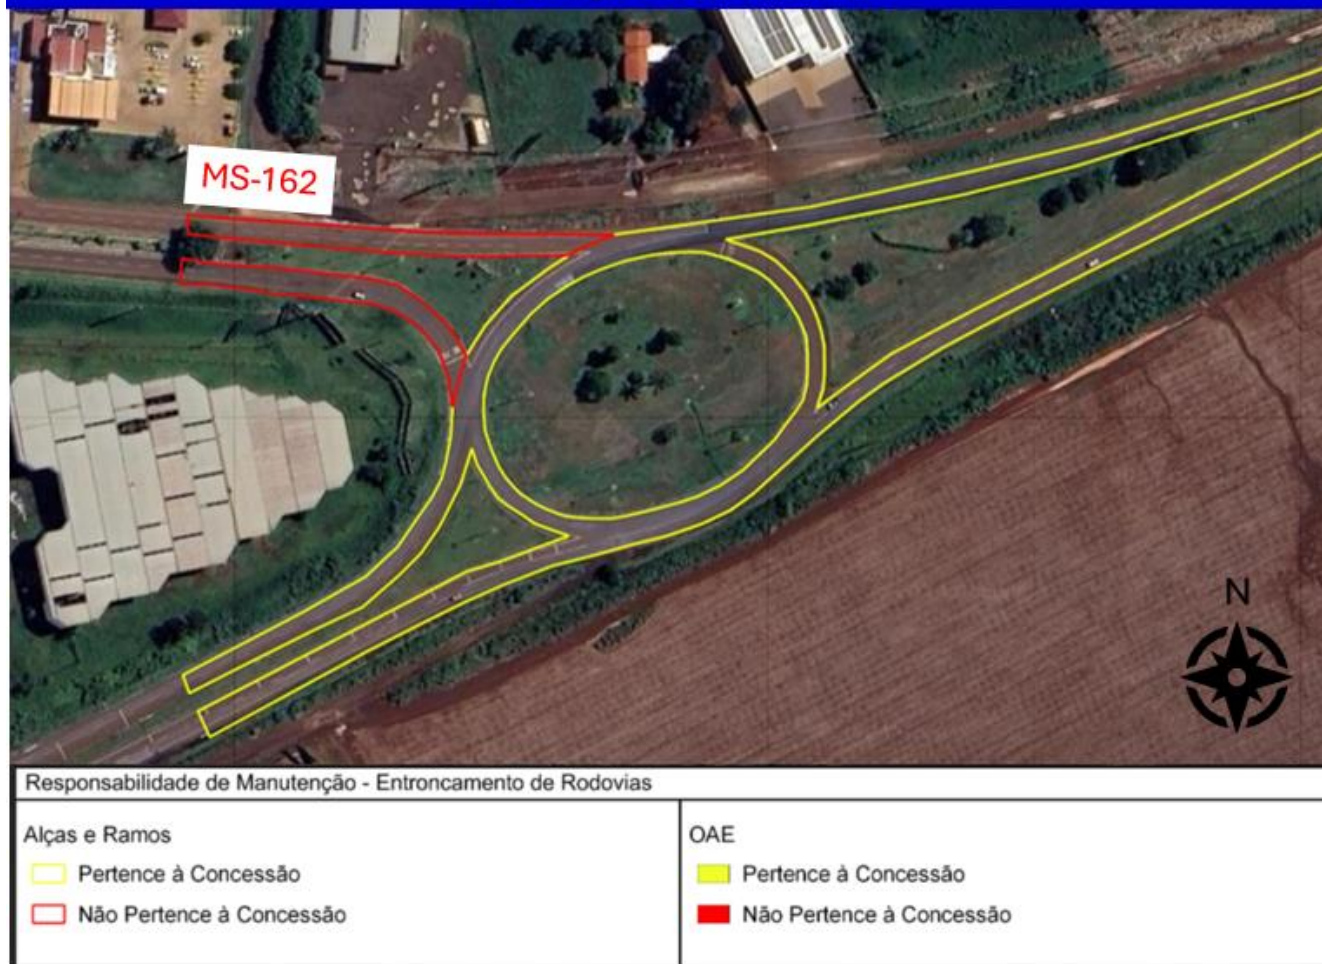 MS-162
N
Responsabilidade de Manutenção - Entroncamento de Rodovias
Alças e Ramos
Pertence à Concessão
Não Pertence à Concessão
OAE
Pertence à Concessão
Não Pertence à Concessão